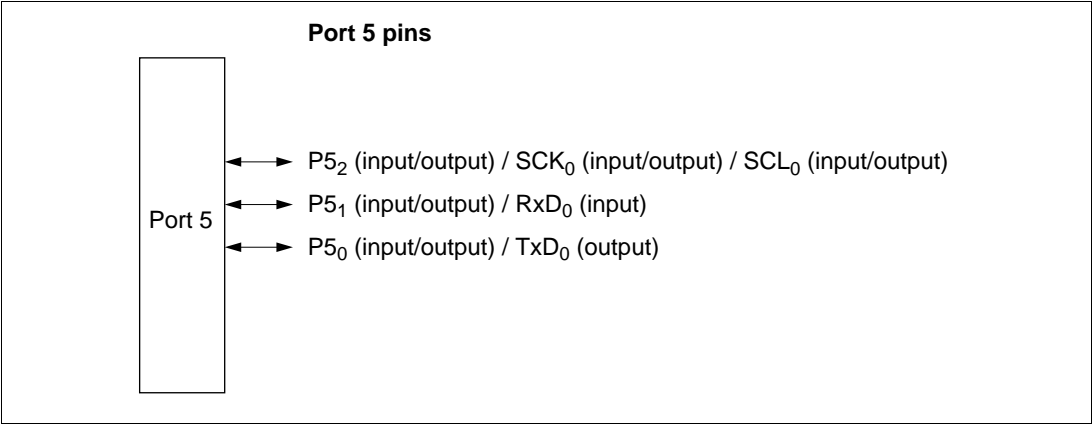 Port 5 pins
P5₂ (input/output) / SCK₀ (input/output) / SCL₀ (input/output)
P5₁ (input/output) / RxD₀ (input)
Port 5
P5₀ (input/output) / TxD₀ (output)